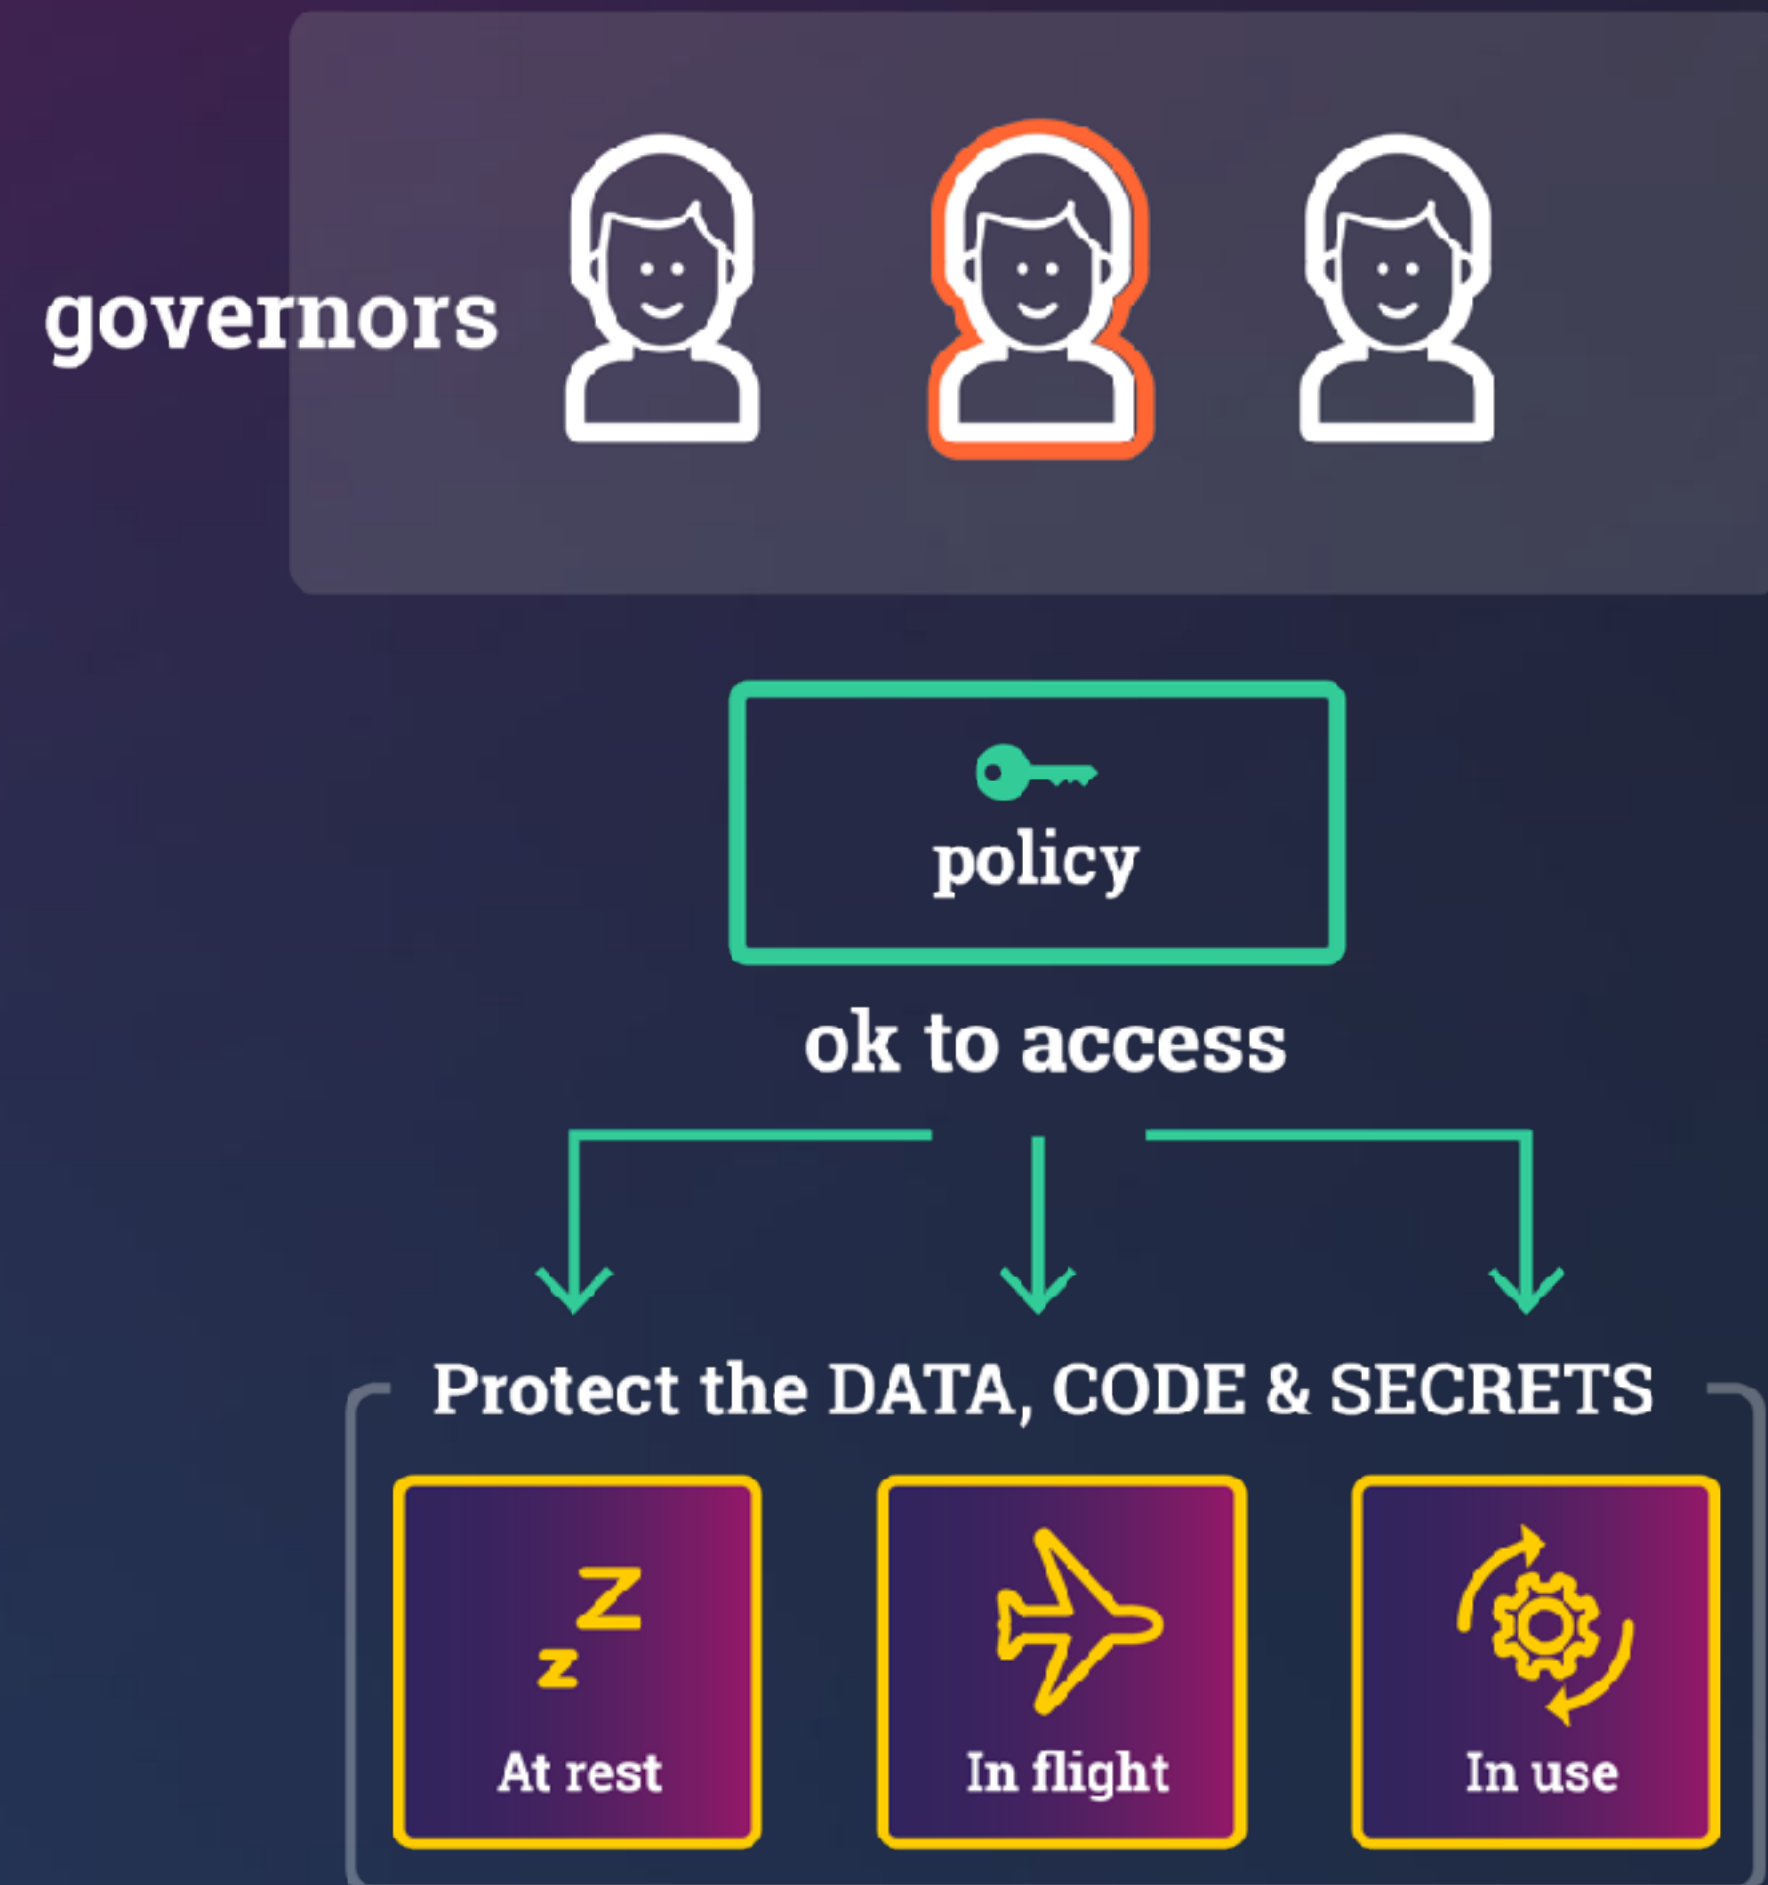 governors
policy
ok to access
Protect the DATA, CODE & SECRETS
At rest
In flight
In use